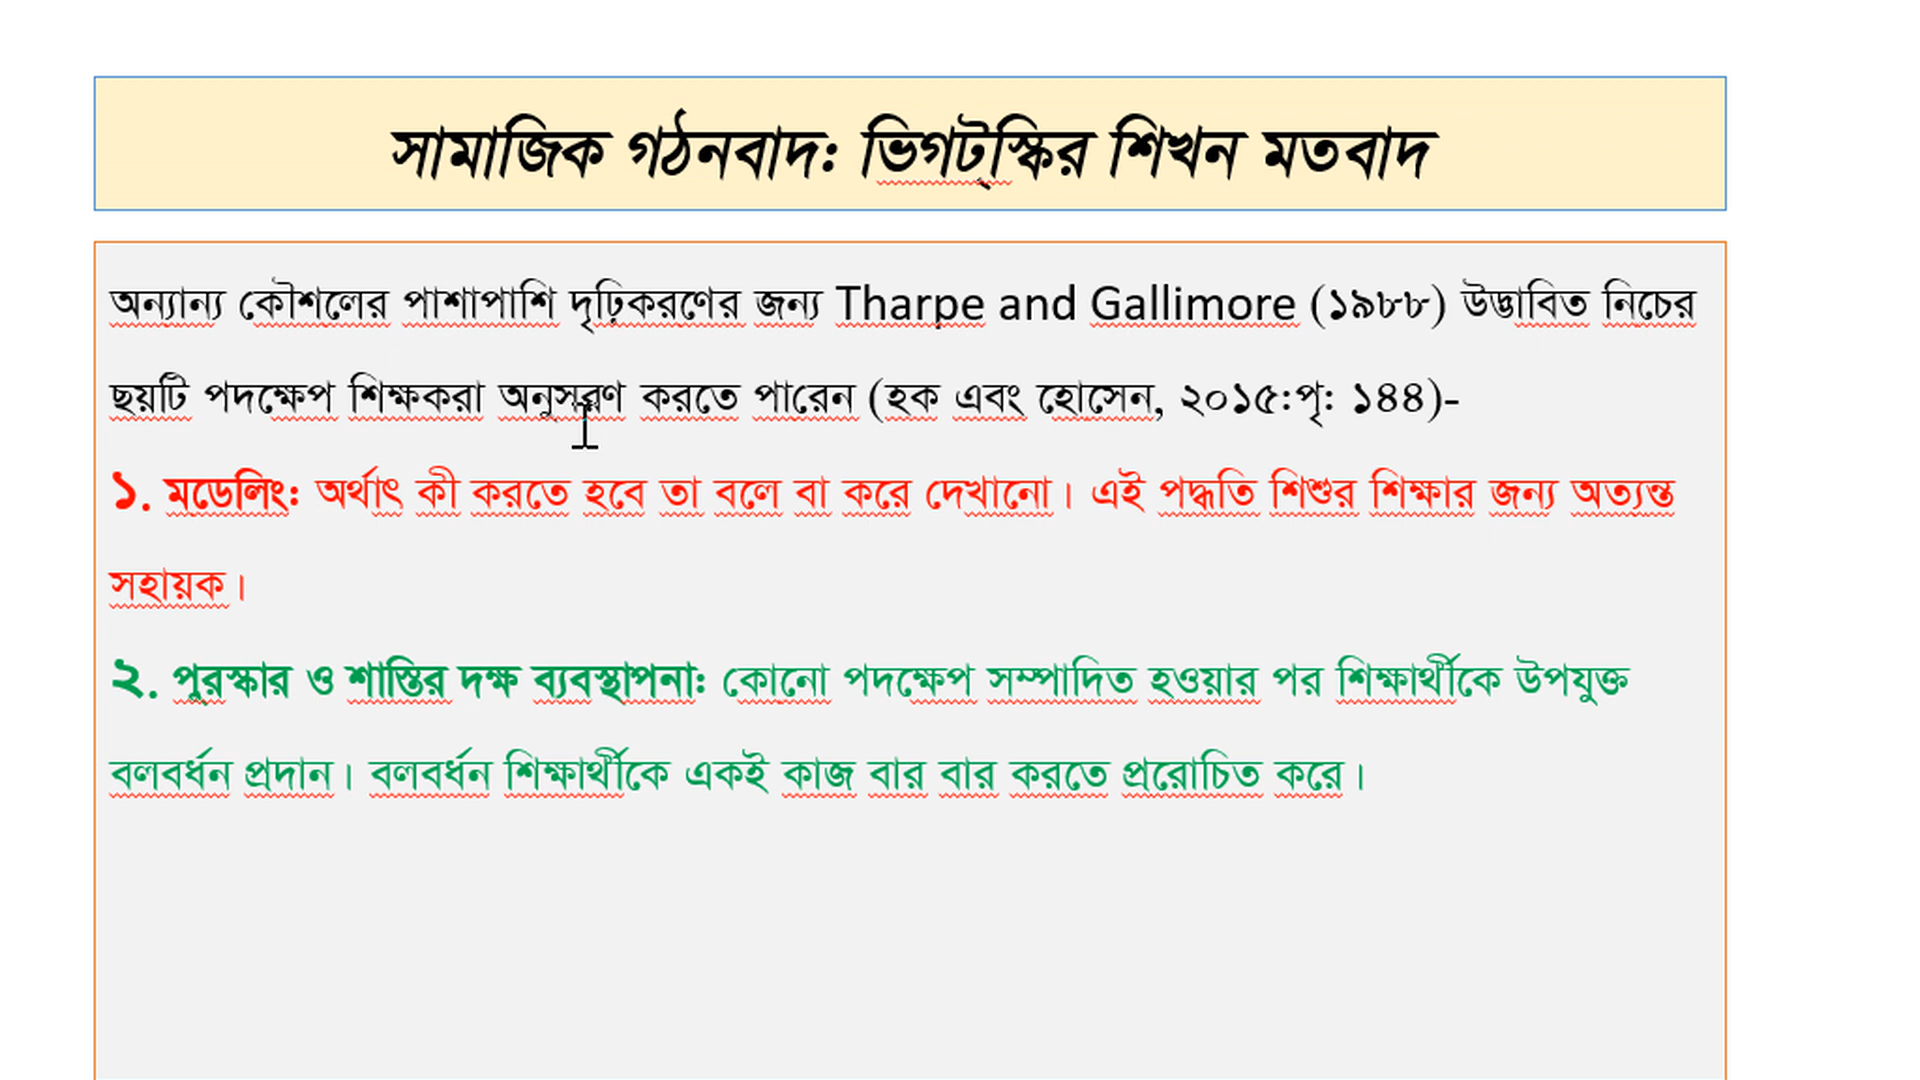 সামাজিক গঠনবাদ: ভিগট্স্কির শিখন মতবাদ
অন্যান্য কৌশলের পাশাপাশি দৃঢ়িকরণের জন্য Tharpe and Gallimore (১৯৮৮) উদ্ভাবিত নিচের
ছয়টি পদক্ষেপ শিক্ষকরা অনুসরণ করতে পারেন (হক এবং হোসেন, ২০১৫:পৃ: ১৪৪)-
১. মডেলিং: অর্থাৎ কী করতে হবে তা বলে বা করে দেখানো। এই পদ্ধতি শিশুর শিক্ষার জন্য অত্যন্ত
সহায়ক।
২. পুরস্কার ও শাস্তির দক্ষ ব্যবস্থাপনা: কোনো পদক্ষেপ সম্পাদিত হওয়ার পর শিক্ষার্থীকে উপযুক্ত
বলবর্ধন প্রদান। বলবর্ধন শিক্ষার্থীকে একই কাজ বার বার করতে প্ররোচিত করে।